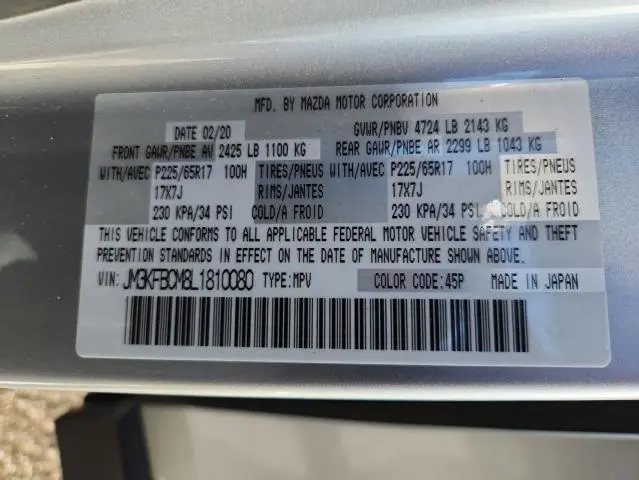 MFD. BY MAZDA MOTOR CORPORATION
DATE 02/20 GVWR/PNBV 4724 LB 2143 KG
FRONT GAWR/PNBE AV 2425 LB 1100 KG REAR GAWR/PNBE AR 2299 LB 1043 KG
WITH/AVEC P225/65R17 100H TIRES/PNEUS WITH/AVEC P225/65R17 100H TIRES/PNEUS
17X7J RIMS/JANTES 17X7J RIMS/JANTES
230 KPA/34 PSI COLD/A FROID 230 KPA/34 PSI COLD/A FROID
THIS VEHICLE CONFORMS TO ALL APPLICABLE FEDERAL MOTOR VEHICLE SAFETY AND THEFT
PREVENTION STANDARDS IN EFFECT ON THE DATE OF MANUFACTURE SHOWN ABOVE.
VIN: JM3KFBCM8L1810080 TYPE:MPV COLOR CODE:45P MADE IN JAPAN